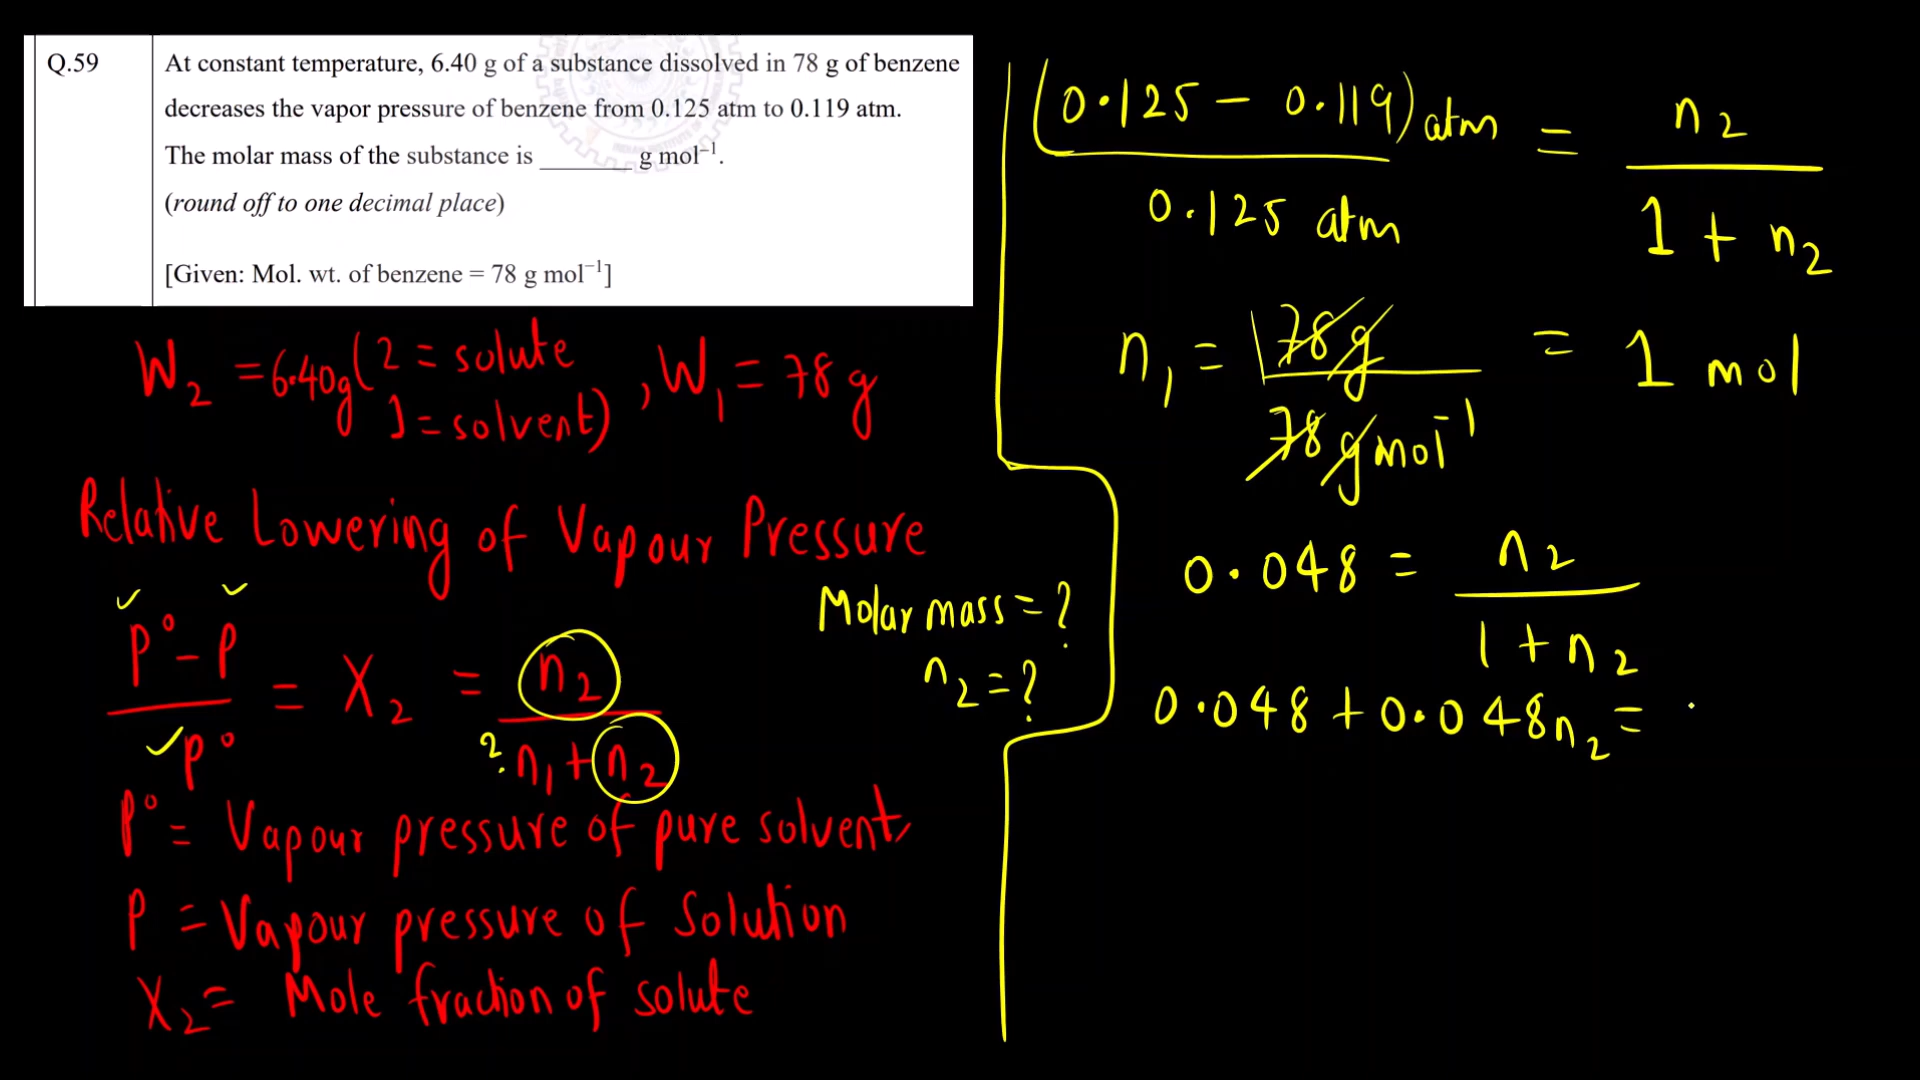 Q.59
At constant temperature, 6.40 g of a substance dissolved in 78 g of benzene
decreases the vapor pressure of benzene from 0.125 atm to 0.119 atm.
The molar mass of the substance is _______ g mol⁻¹.
(round off to one decimal place)
[Given: Mol. wt. of benzene = 78 g mol⁻¹]
W₂ = 6.40g (2 = solute
1 = solvent), W₁ = 78 g
Relative Lowering of Vapour Pressure
P° - P / P° = X₂ = n₂ / n₁ + n₂
?
Molar mass = ?
n₂ = ?
P° = Vapour pressure of pure solvent,
P = Vapour pressure of Solution
X₂ = Mole fraction of solute
(0.125 - 0.119) atm / 0.125 atm = n₂ / 1 + n₂
n₁ = 78 g / 78 g mol⁻¹ = 1 mol
0.048 = n₂ / 1 + n₂
0.048 + 0.048n₂ =